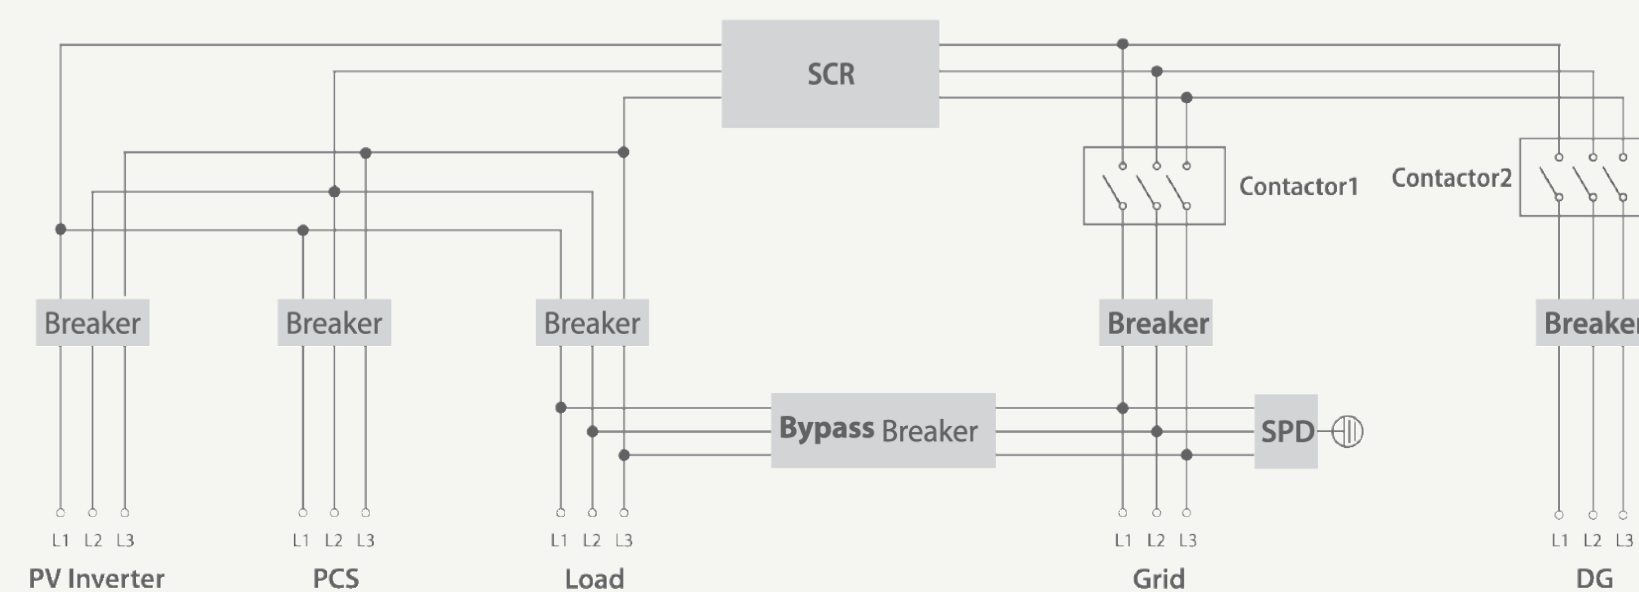 SCR
Contactor1
Contactor2
Breaker
Breaker
Breaker
Breaker
Breaker
Bypass Breaker
SPD
L1 L2 L3
L1 L2 L3
L1 L2 L3
L1 L2 L3
L1 L2 L3
PV Inverter
PCS
Load
Grid
DG